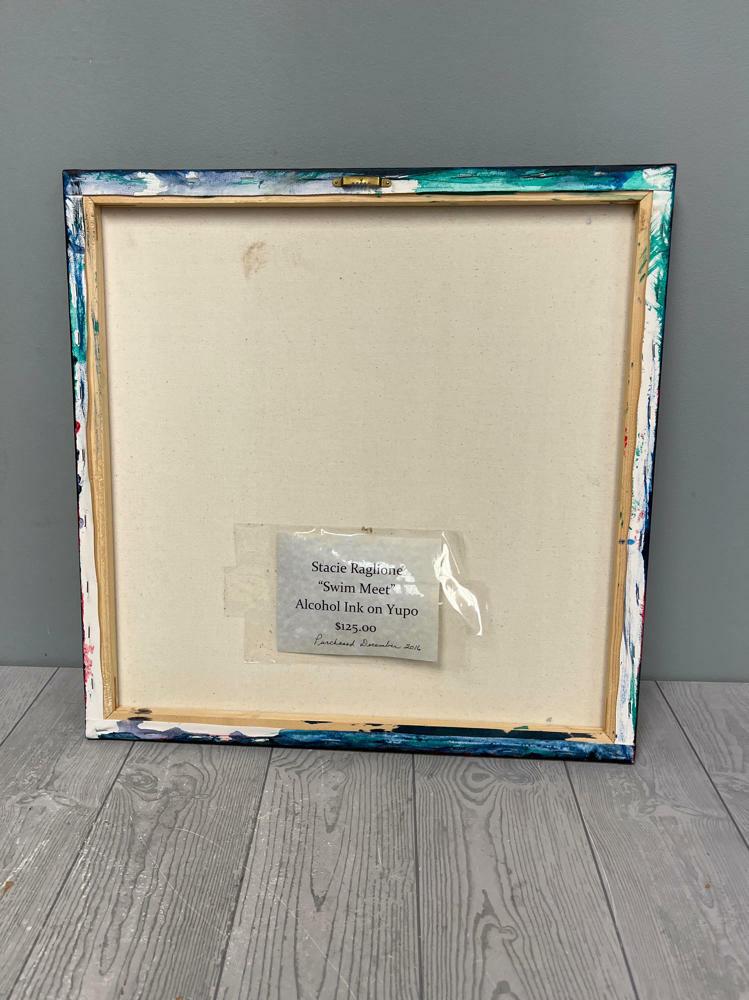 Stacie Raglione
“Swim Meet”
Alcohol Ink on Yupo
$125.00
Purchased December 2016